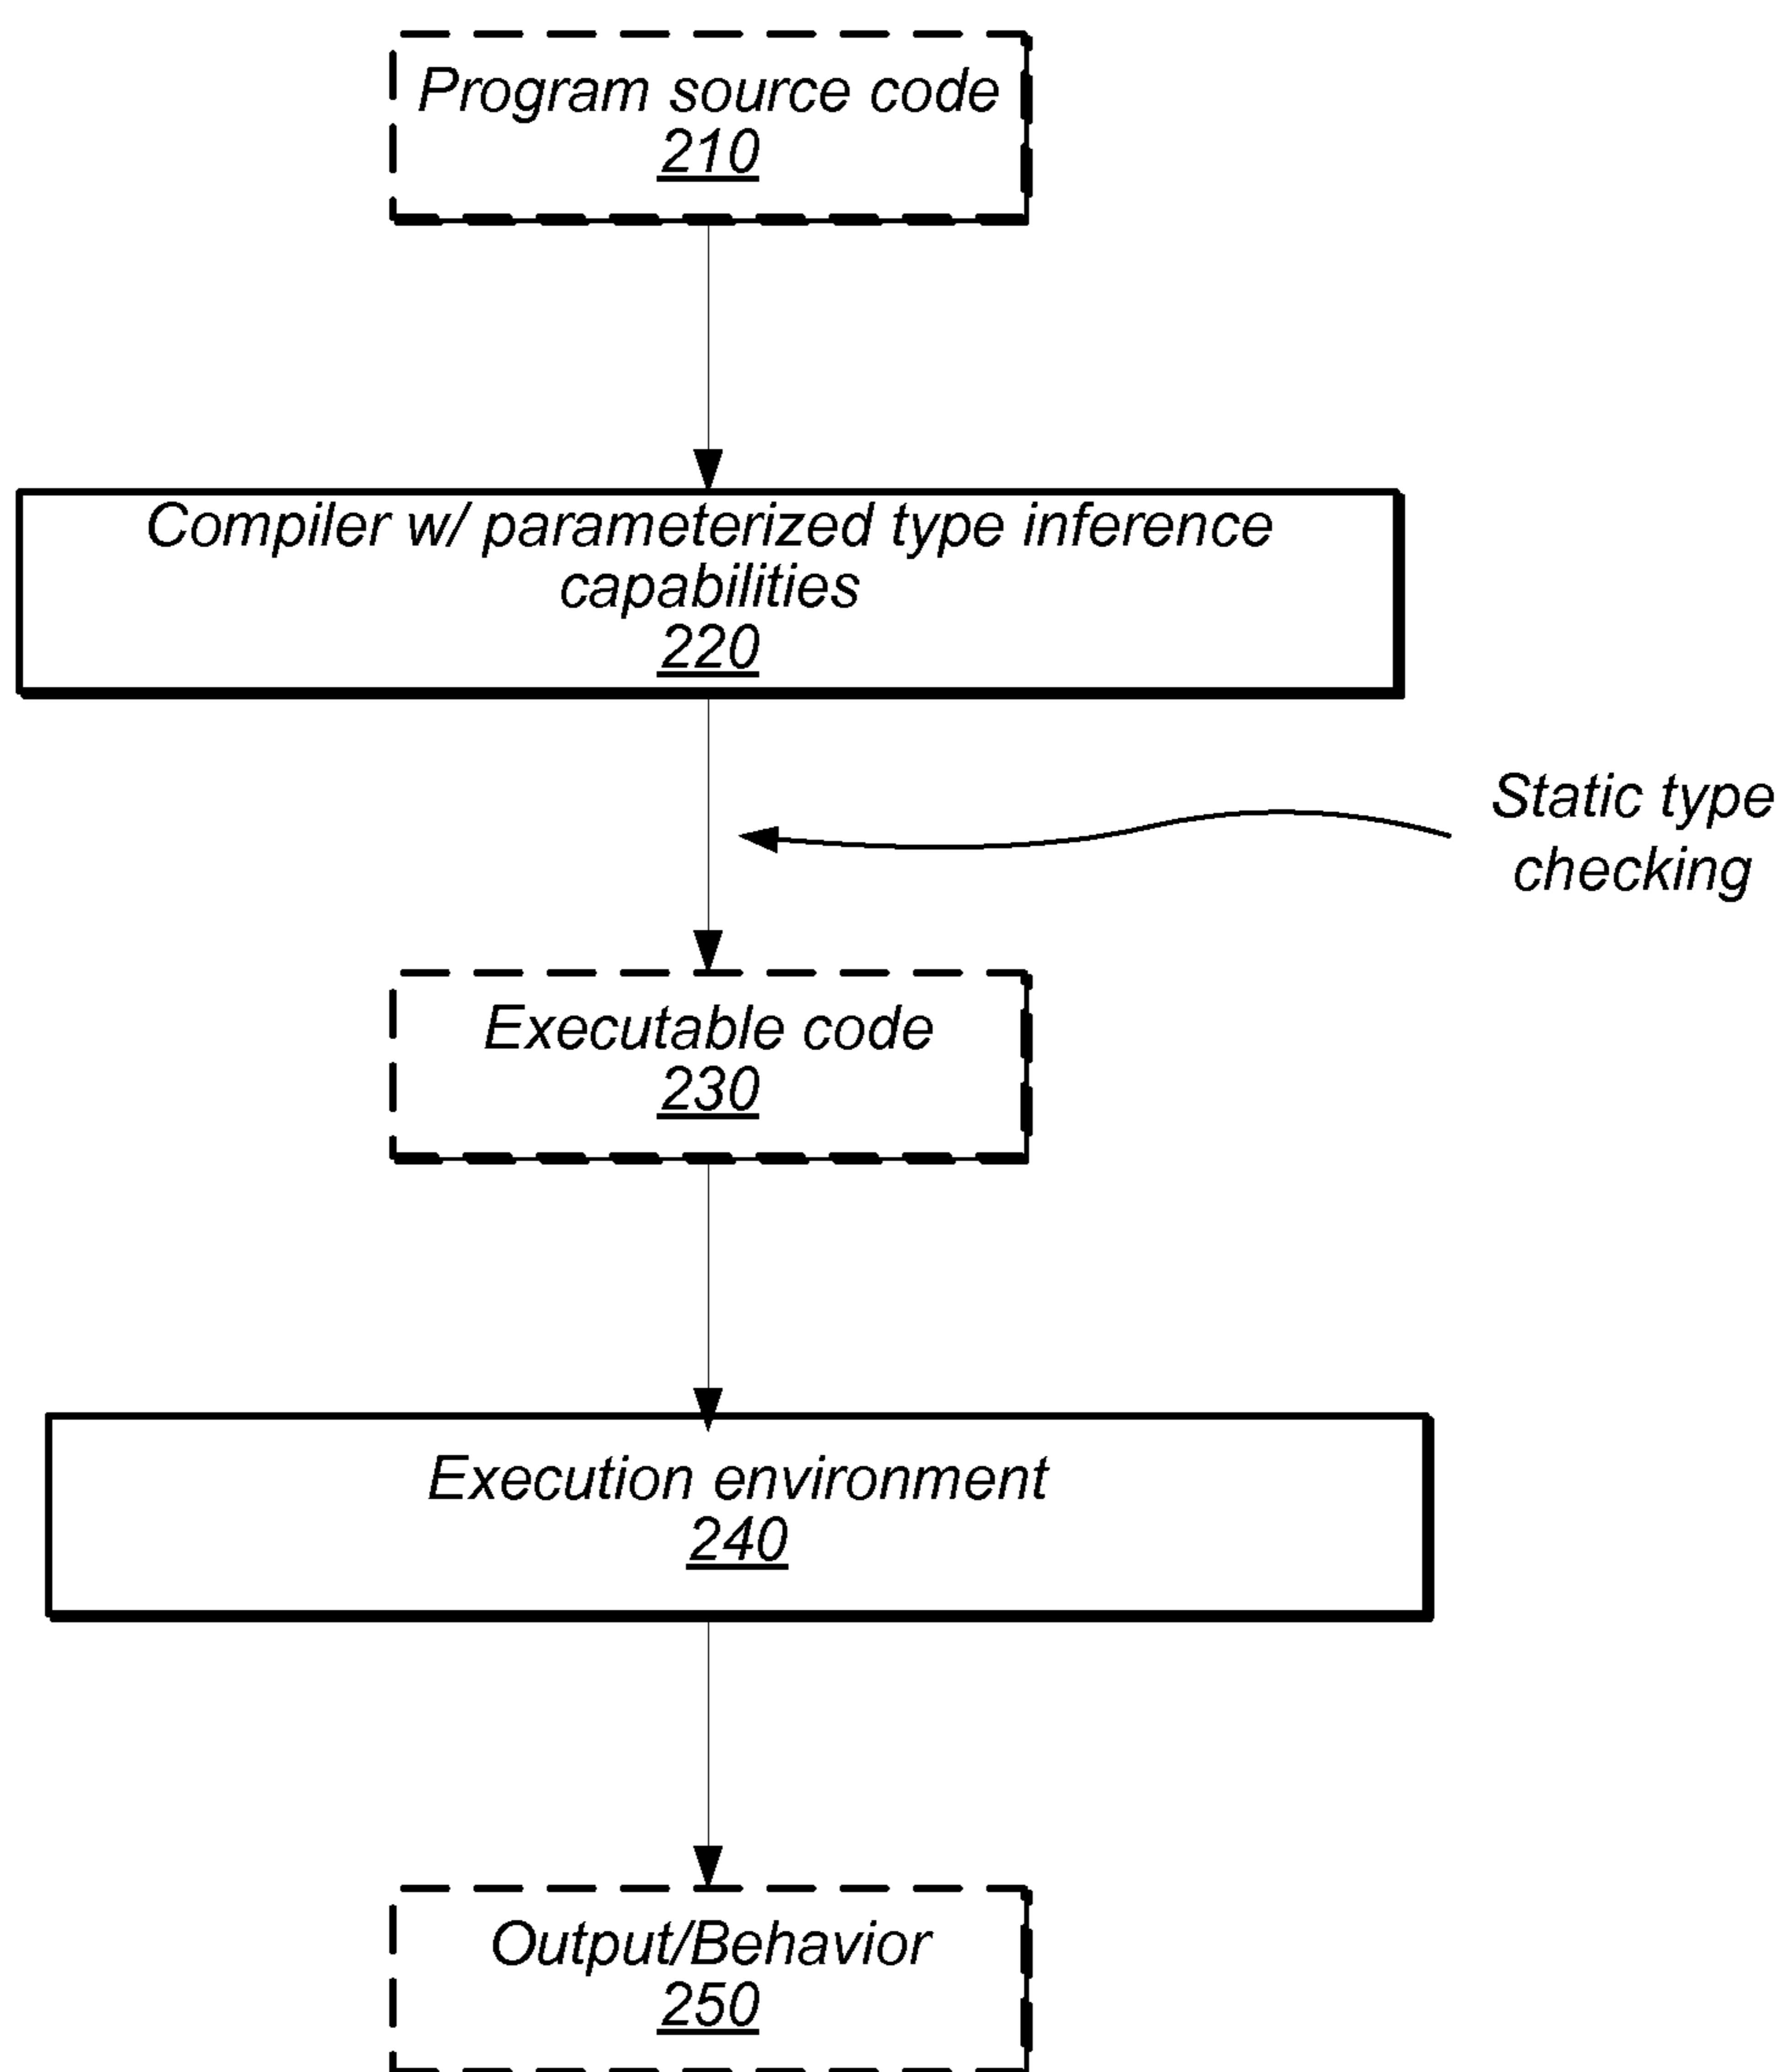 Program source code
210
Compiler w/ parameterized type inference
capabilities
220
Static type
checking
Executable code
230
Execution environment
240
Output/Behavior
250